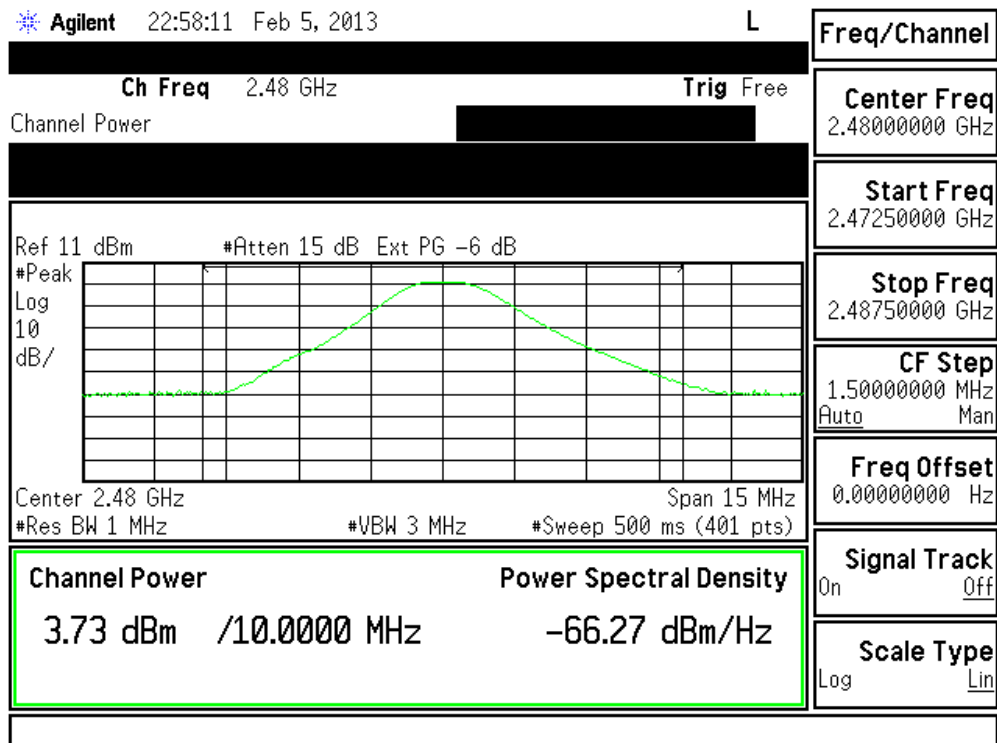 Agilent 22:58:11 Feb 5, 2013 L
Freq/Channel
Ch Freq 2.48 GHz Trig Free
Channel Power
Center Freq
2.48000000 GHz
Start Freq
2.47250000 GHz
Stop Freq
2.48750000 GHz
CF Step
1.50000000 MHz
Auto Man
Freq Offset
0.00000000 Hz
Signal Track
On Off
Scale Type
Log Lin
Ref 11 dBm #Atten 15 dB Ext PG -6 dB
#Peak
Log
10
dB/
Center 2.48 GHz Span 15 MHz
#Res BW 1 MHz #VBW 3 MHz #Sweep 500 ms (401 pts)
Channel Power Power Spectral Density
3.73 dBm /10.0000 MHz -66.27 dBm/Hz